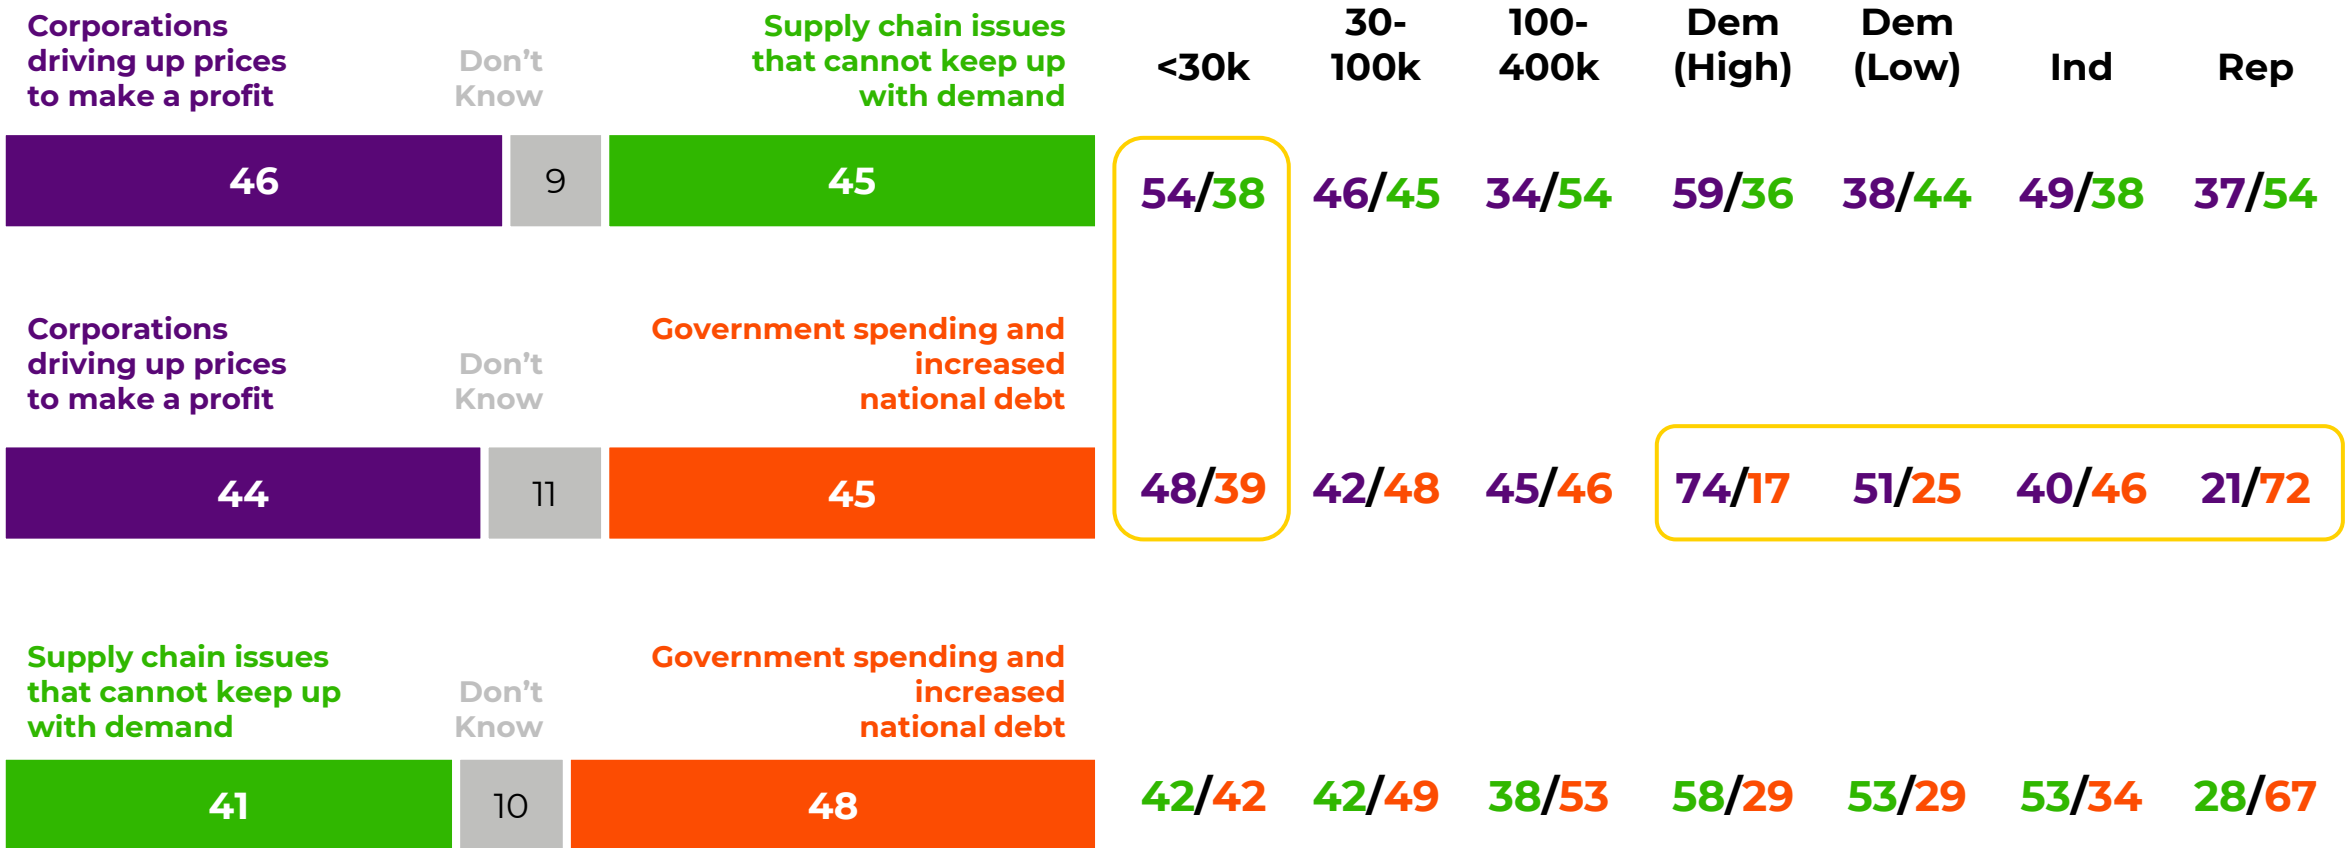 Corporations
driving up prices
to make a profit
Don't
Know
Supply chain issues
that cannot keep up
with demand
<30k
30-
100k
100-
400k
Dem
(High)
Dem
(Low)
Ind
Rep
46
9
45
54/38
46/45
34/54
59/36
38/44
49/38
37/54
Corporations
driving up prices
to make a profit
Don't
Know
Government spending and
increased
national debt
44
11
45
48/39
42/48
45/46
74/17
51/25
40/46
21/72
Supply chain issues
that cannot keep up
with demand
Don't
Know
Government spending and
increased
national debt
41
10
48
42/42
42/49
38/53
58/29
53/29
53/34
28/67